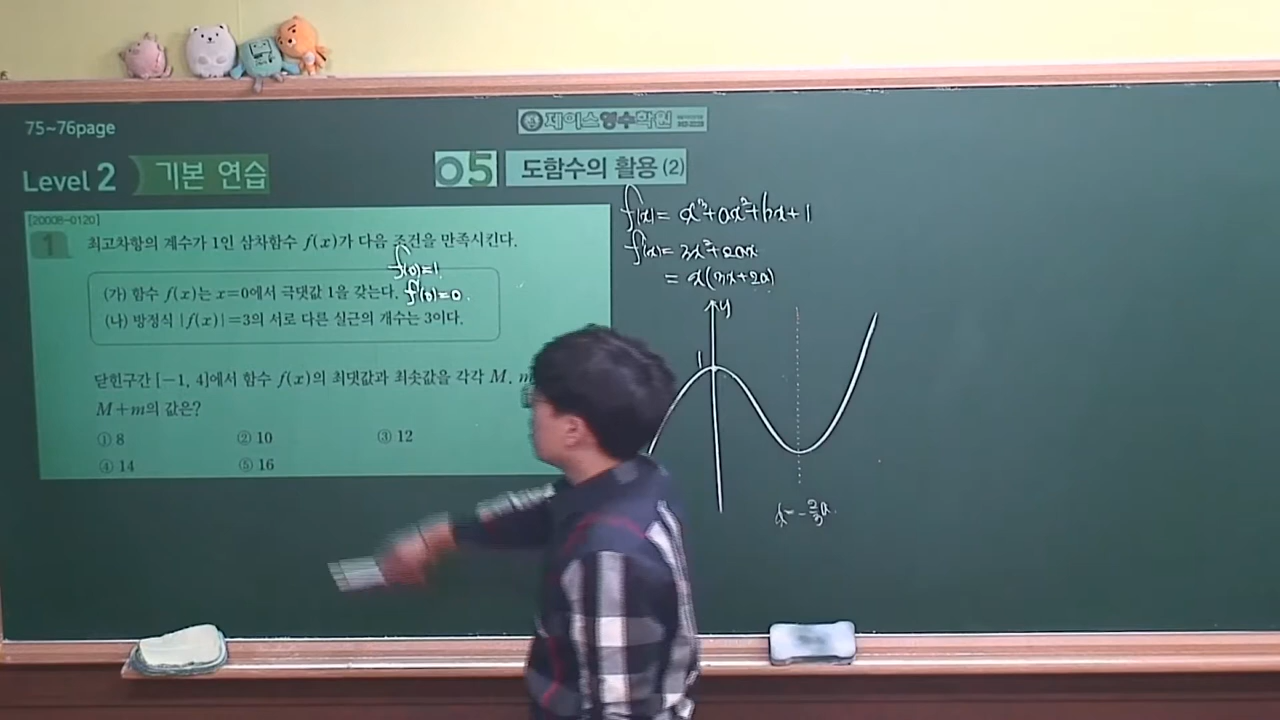 75~76page
제이스영수학원
Level 2 기본 연습
05 도함수의 활용 (2)
[20008-0120]
1 최고차항의 계수가 1인 삼차함수 f(x)가 다음 조건을 만족시킨다.
f(0)=1.
(가) 함수 f(x)는 x=0에서 극댓값 1을 갖는다. f'(0)=0.
(나) 방정식 |f(x)|=3의 서로 다른 실근의 개수는 3이다.
닫힌구간 [-1, 4]에서 함수 f(x)의 최댓값과 최솟값을 각각 M, m
M+m의 값은?
① 8 ② 10 ③ 12
④ 14 ⑤ 16
f(x)= x³+ax²+bx+1
f'(x)= 3x²+2ax
= x(3x+2a)
y
1
x=-2/3a.